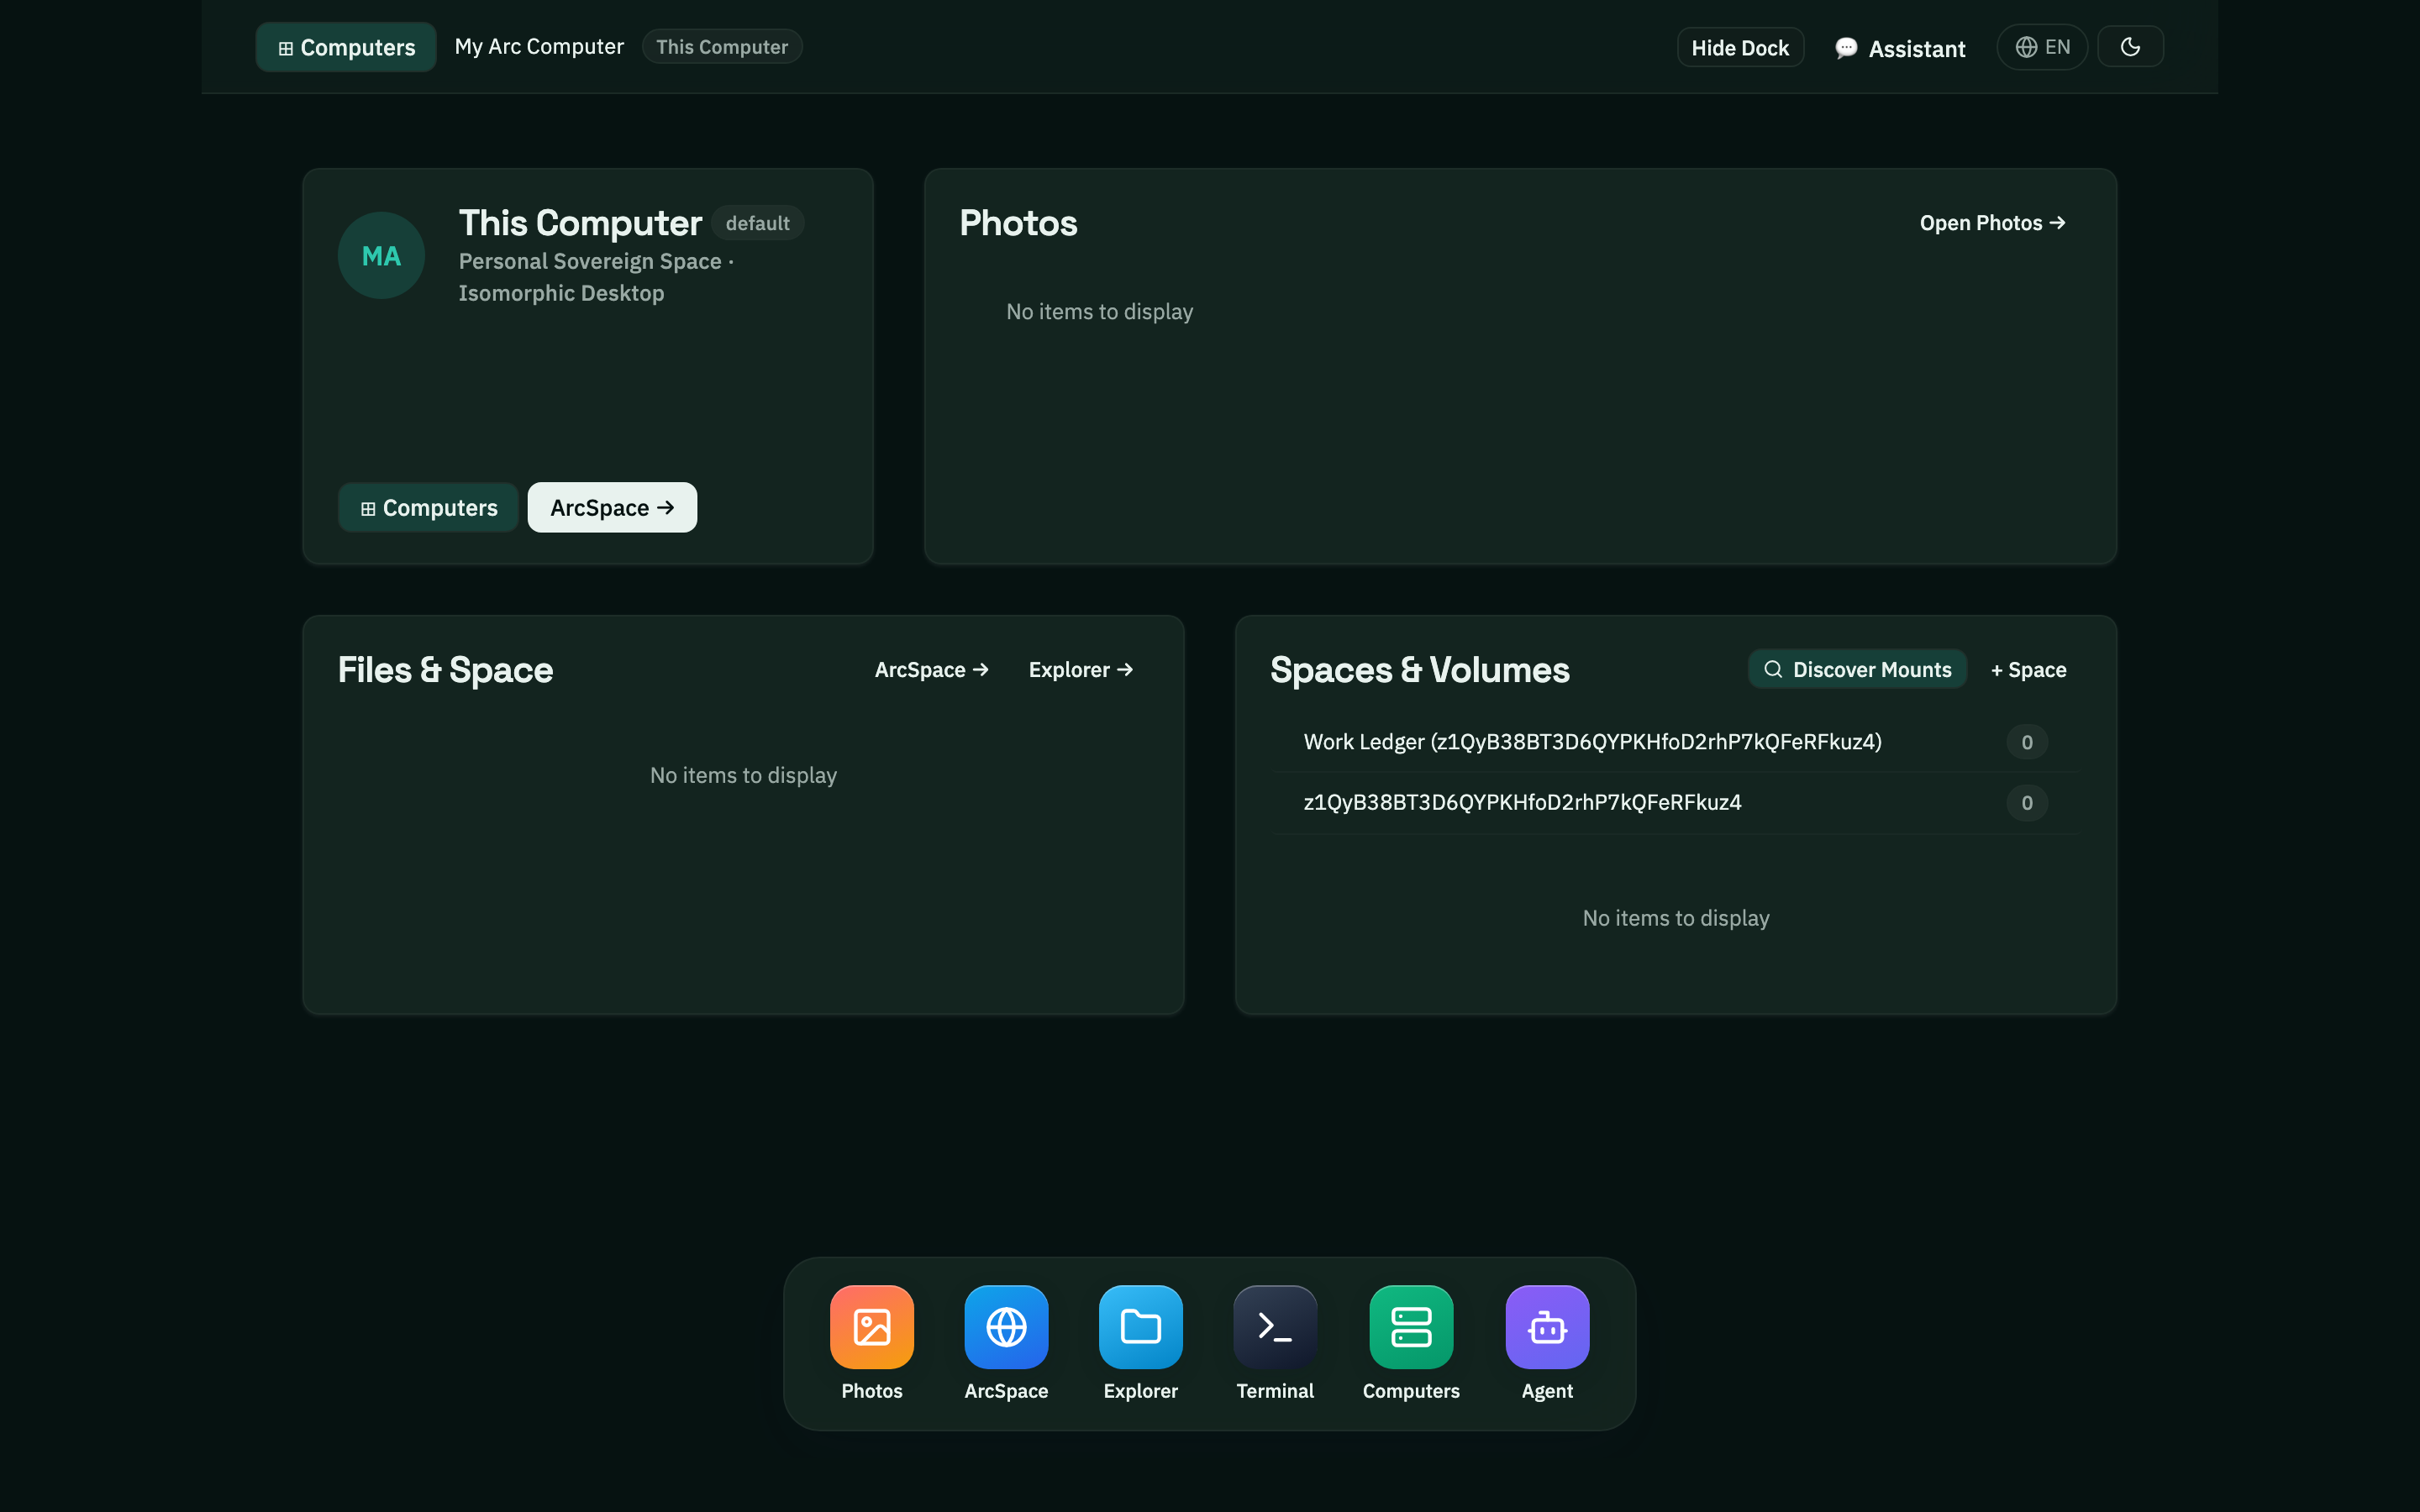 Computers
My Arc Computer
This Computer
Hide Dock
Assistant
EN
MA
This Computer
default
Personal Sovereign Space ·
Isomorphic Desktop
Computers
ArcSpace →
Photos
Open Photos →
No items to display
Files & Space
ArcSpace →
Explorer →
No items to display
Spaces & Volumes
Discover Mounts
+ Space
Work Ledger (z1QyB38BT3D6QYPKHfoD2rhP7kQFeRFkuz4)
0
z1QyB38BT3D6QYPKHfoD2rhP7kQFeRFkuz4
0
No items to display
Photos
ArcSpace
Explorer
Terminal
Computers
Agent